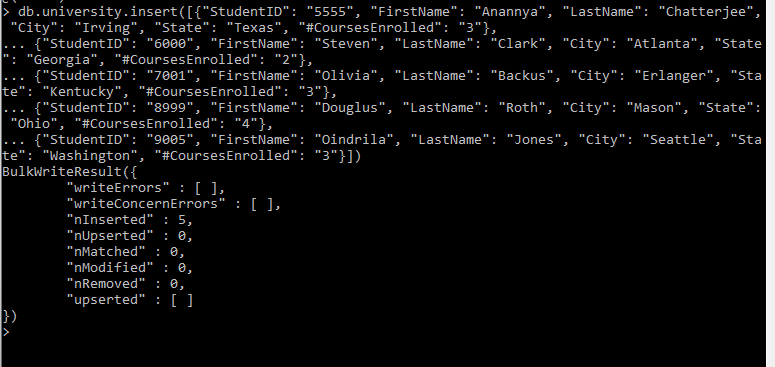 > db.university.insert([{"StudentID": "5555", "FirstName": "Anannya", "LastName": "Chatterjee",
 "City": "Irving", "State": "Texas", "#CoursesEnrolled": "3"},
... {"StudentID": "6000", "FirstName": "Steven", "LastName": "Clark", "City": "Atlanta", "State
": "Georgia", "#CoursesEnrolled": "2"},
... {"StudentID": "7001", "FirstName": "Olivia", "LastName": "Backus", "City": "Erlanger", "Sta
te": "Kentucky", "#CoursesEnrolled": "3"},
... {"StudentID": "8999", "FirstName": "Douglus", "LastName": "Roth", "City": "Mason", "State":
 "Ohio", "#CoursesEnrolled": "4"},
... {"StudentID": "9005", "FirstName": "Oindrila", "LastName": "Jones", "City": "Seattle", "Sta
te": "Washington", "#CoursesEnrolled": "3"}])
BulkWriteResult({
        "writeErrors" : [ ],
        "writeConcernErrors" : [ ],
        "nInserted" : 5,
        "nUpserted" : 0,
        "nMatched" : 0,
        "nModified" : 0,
        "nRemoved" : 0,
        "upserted" : [ ]
})
>